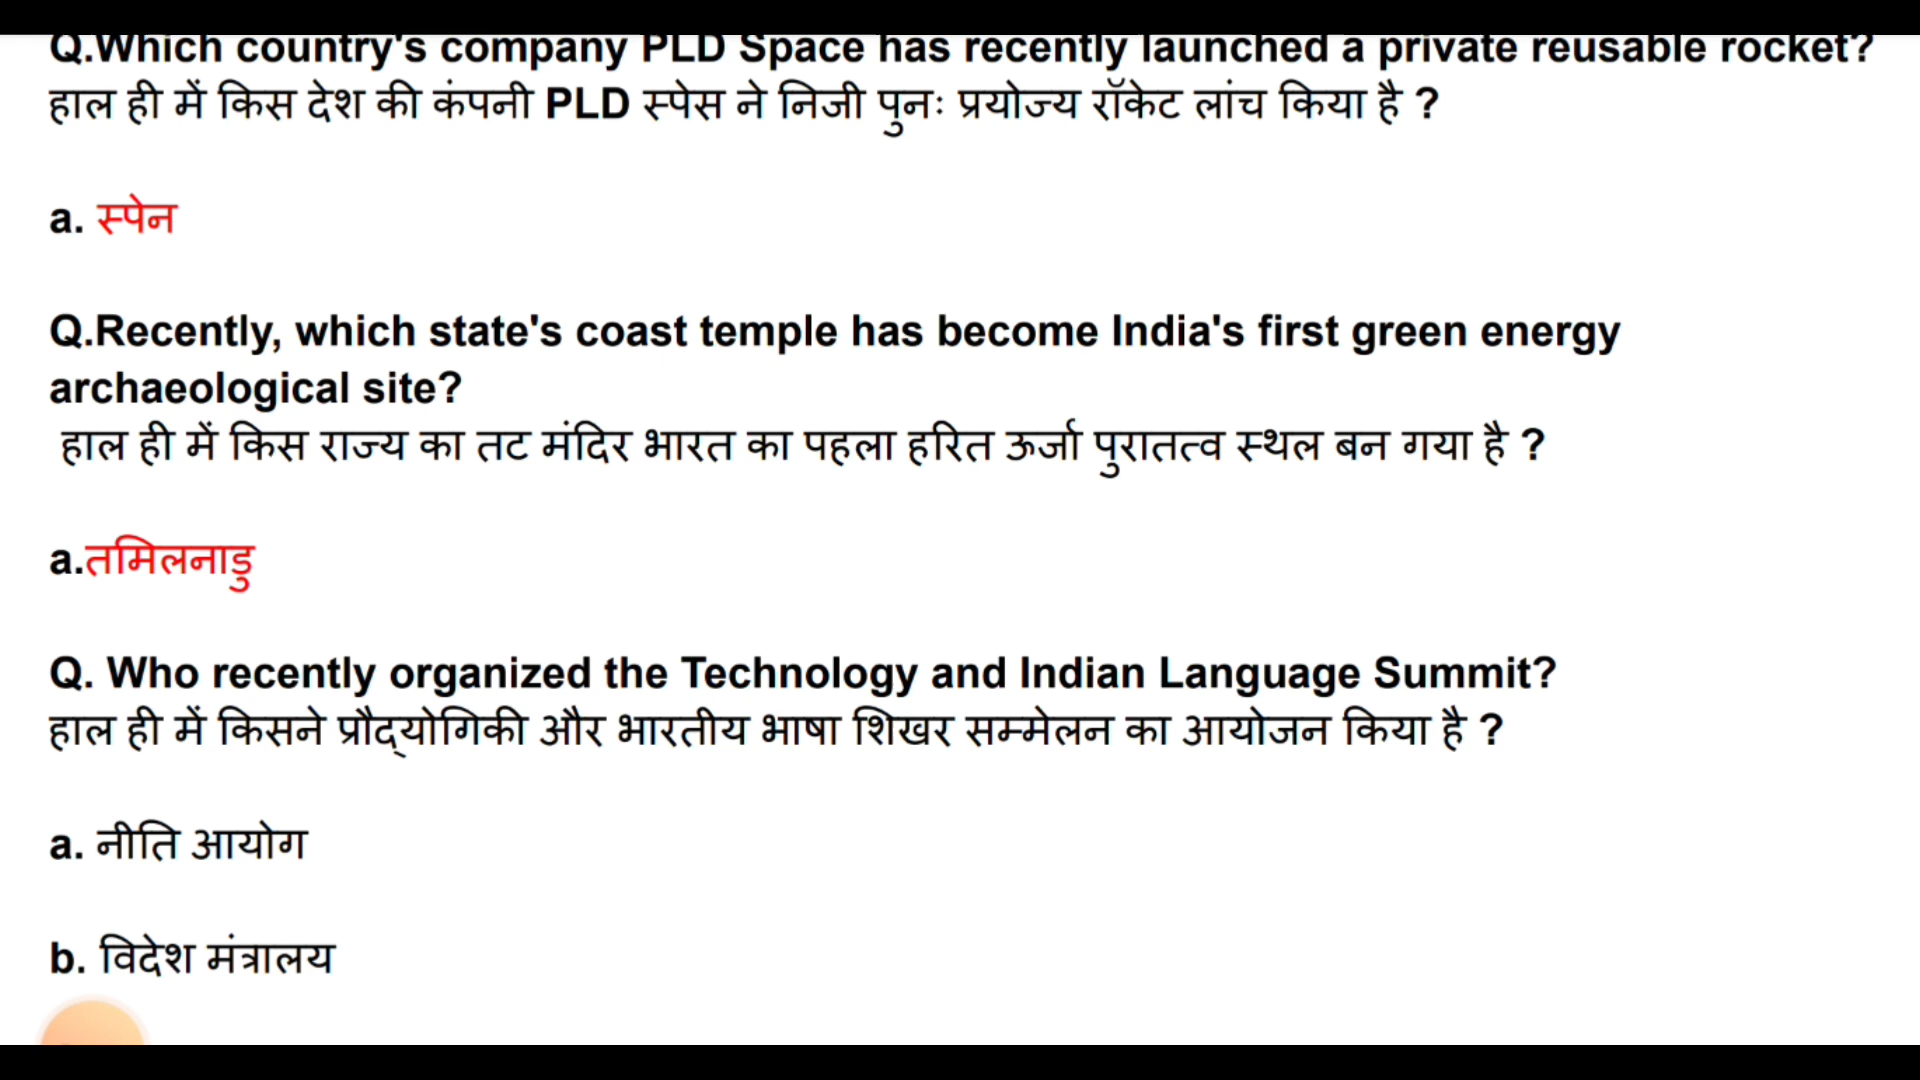 Q.Which country's company PLD Space has recently launched a private reusable rocket?
हाल ही में किस देश की कंपनी PLD स्पेस ने निजी पुनः प्रयोज्य रॉकेट लांच किया है ?
a. स्पेन
Q.Recently, which state's coast temple has become India's first green energy
archaeological site?
हाल ही में किस राज्य का तट मंदिर भारत का पहला हरित ऊर्जा पुरातत्व स्थल बन गया है ?
a.तमिलनाडु
Q. Who recently organized the Technology and Indian Language Summit?
हाल ही में किसने प्रौद्योगिकी और भारतीय भाषा शिखर सम्मेलन का आयोजन किया है ?
a. नीति आयोग
b. विदेश मंत्रालय